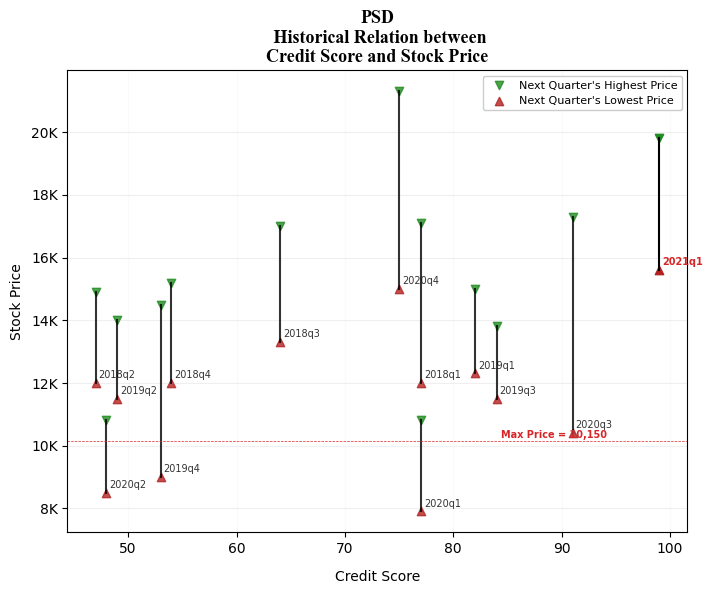 PSD
Historical Relation between
Credit Score and Stock Price
Next Quarter's Highest Price
Next Quarter's Lowest Price
20K
18K
16K
14K
12K
10K
8K
Stock Price
2021q1
2020q4
2018q3
2018q2
2018q4
2018q1
2019q1
2019q2
2019q3
2020q3
Max Price = 10,150
2019q4
2020q2
2020q1
50
60
70
80
90
100
Credit Score